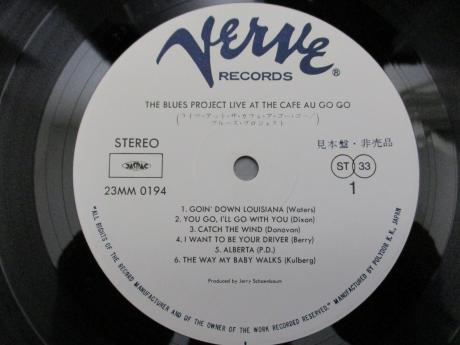 Verve
RECORDS ®
THE BLUES PROJECT LIVE AT THE CAFE AU GO GO
(ライヴ・アット・ザ・カフェ・ア・ゴー・ゴー/
ブルース・プロジェクト)
STEREO
見本盤・非売品
JASRAC
ST 33
23MM 0194
1
1. GOIN' DOWN LOUISIANA (Waters)
2. YOU GO, I'LL GO WITH YOU (Dixon)
3. CATCH THE WIND (Donovan)
4. I WANT TO BE YOUR DRIVER (Berry)
5. ALBERTA (P.D.)
6. THE WAY MY BABY WALKS (Kulberg)
Produced by Jerry Schoenbaum
"ALL RIGHTS OF THE RECORD MANUFACTURER AND OF THE OWNER OF THE WORK RECORDED RESERVED." MANUFACTURED BY POLYDOR K.K., JAPAN